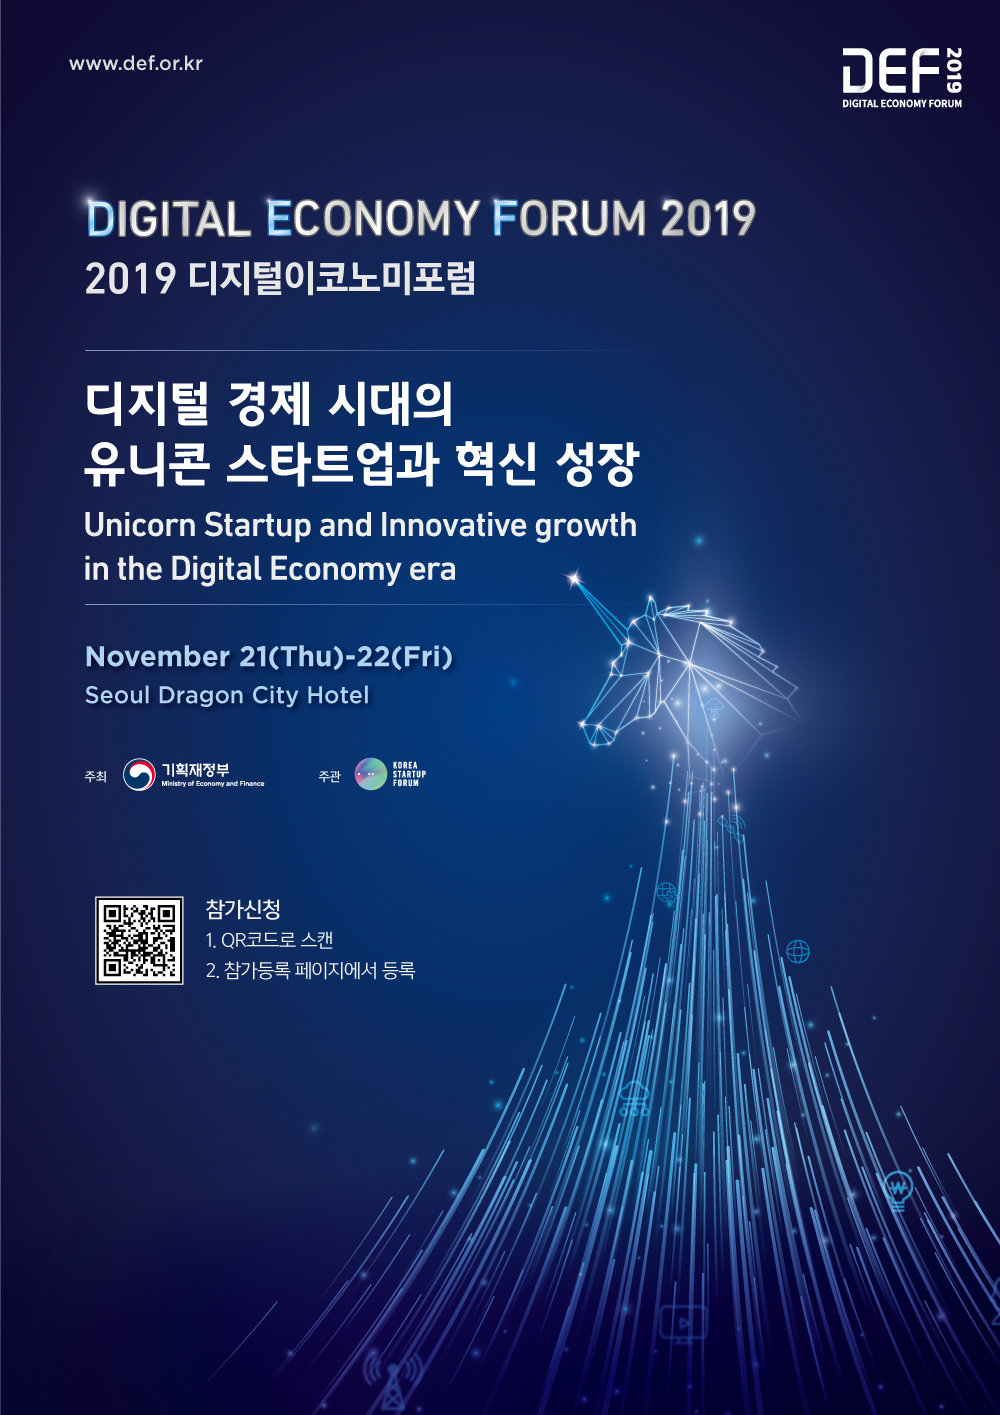 www.def.or.kr
DEF 2019
DIGITAL ECONOMY FORUM
DIGITAL ECONOMY FORUM 2019
2019 디지털이코노미포럼
디지털 경제 시대의
유니콘 스타트업과 혁신 성장
Unicorn Startup and Innovative growth
in the Digital Economy era
November 21(Thu)-22(Fri)
Seoul Dragon City Hotel
주최 기획재정부
Ministry of Economy and Finance
주관 KOREA
STARTUP
FORUM
참가신청
1. QR코드로 스캔
2. 참가등록 페이지에서 등록